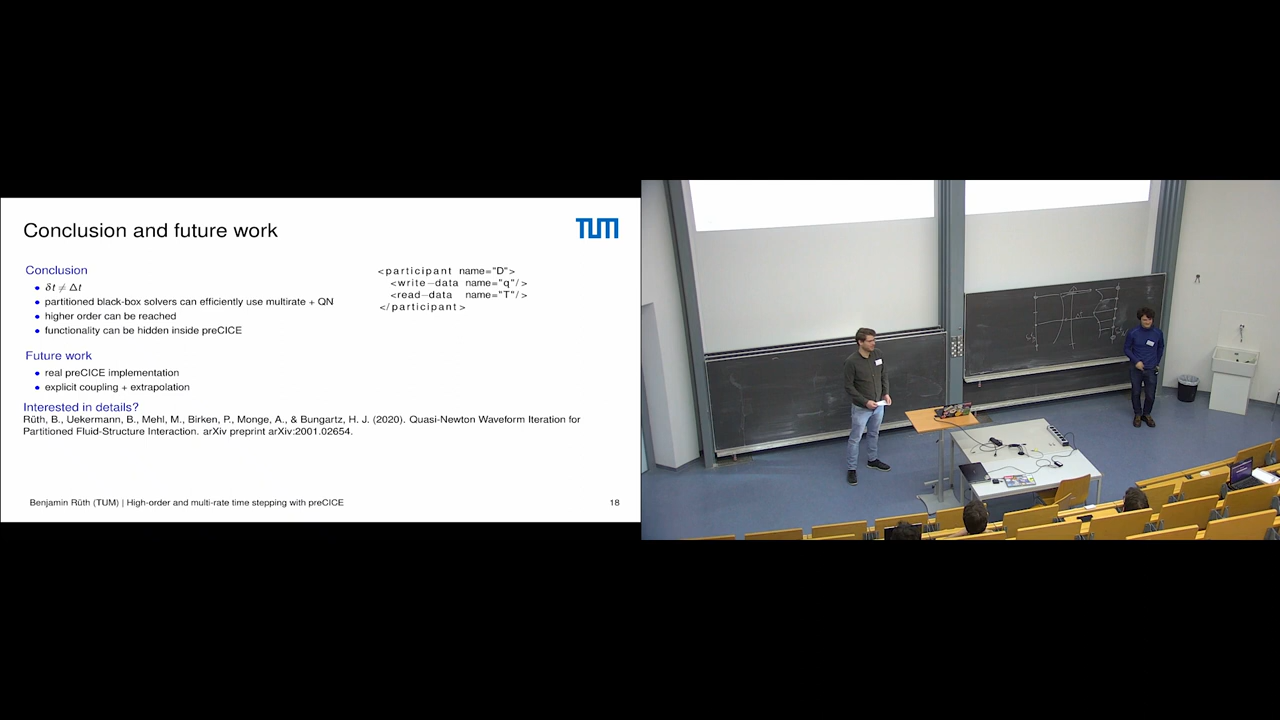 Conclusion and future work
TUM
Conclusion
• δt ≠ Δt
• partitioned black-box solvers can efficiently use multirate + QN
• higher order can be reached
• functionality can be hidden inside preCICE
<participant name="D">
<write−data name="q"/>
<read−data name="T"/>
</participant>
Future work
• real preCICE implementation
• explicit coupling + extrapolation
Interested in details?
Rüth, B., Uekermann, B., Mehl, M., Birken, P., Monge, A., & Bungartz, H. J. (2020). Quasi-Newton Waveform Iteration for
Partitioned Fluid-Structure Interaction. arXiv preprint arXiv:2001.02654.
Benjamin Rüth (TUM) | High-order and multi-rate time stepping with preCICE
18